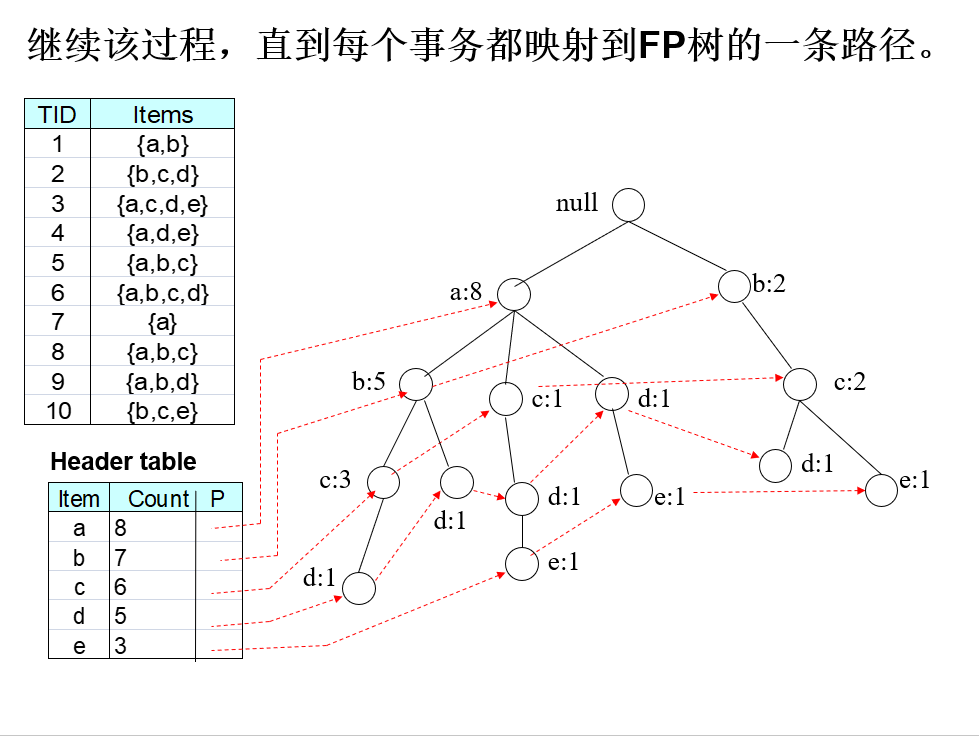 继续该过程，直到每个事务都映射到FP树的一条路径。
TID Items
1 {a,b}
2 {b,c,d}
3 {a,c,d,e}
4 {a,d,e}
5 {a,b,c}
6 {a,b,c,d}
7 {a}
8 {a,b,c}
9 {a,b,d}
10 {b,c,e}
Header table
Item Count P
a 8
b 7
c 6
d 5
e 3
null
a:8
b:2
b:5
c:1
d:1
c:2
c:3
d:1
d:1
e:1
d:1
e:1
d:1
e:1